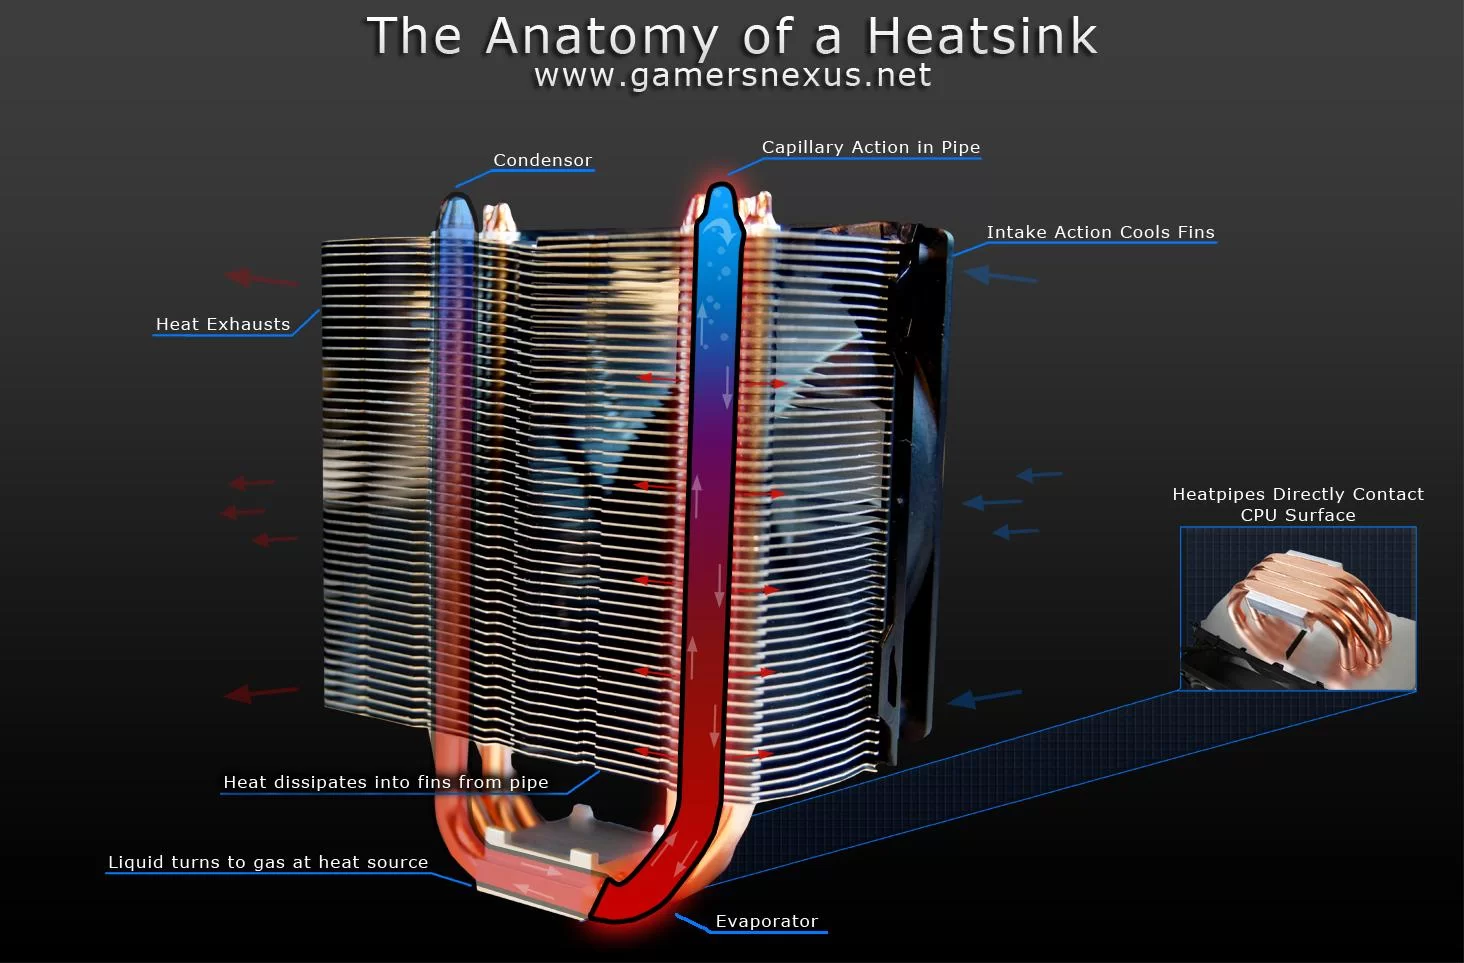 The Anatomy of a Heatsink
www.gamersnexus.net
Capillary Action in Pipe
Condensor
Intake Action Cools Fins
Heat Exhausts
Heatpipes Directly Contact
CPU Surface
Heat dissipates into fins from pipe
Liquid turns to gas at heat source
Evaporator